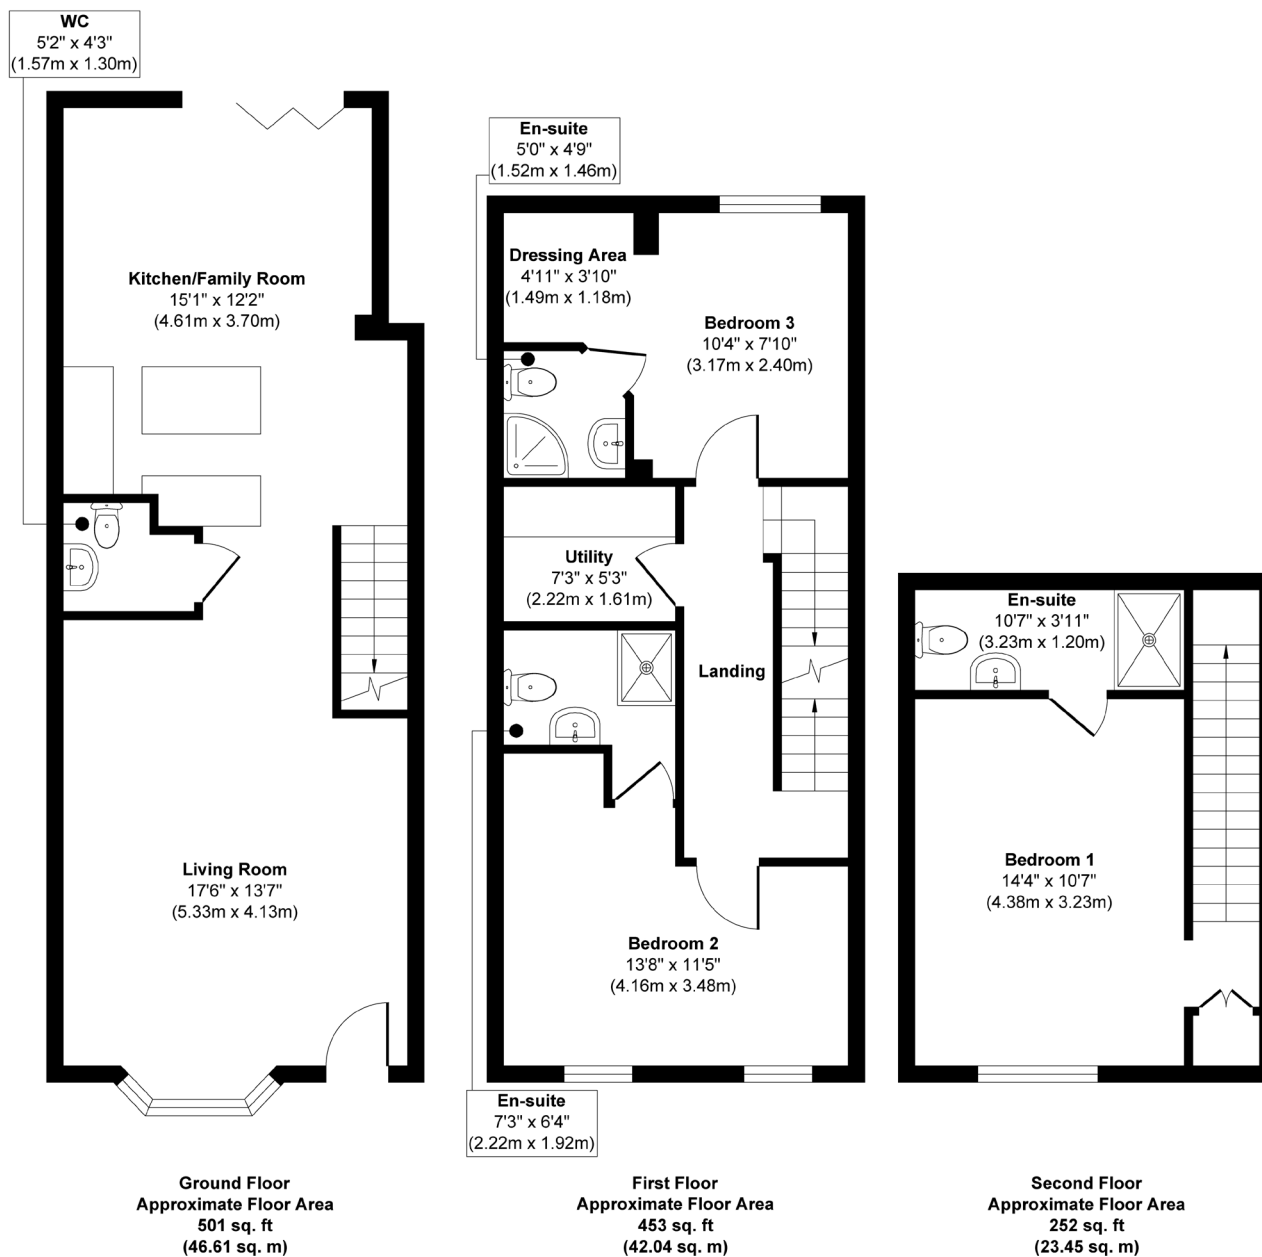 WC
5'2" x 4'3"
(1.57m x 1.30m)
Kitchen/Family Room
15'1" x 12'2"
(4.61m x 3.70m)
Living Room
17'6" x 13'7"
(5.33m x 4.13m)
Ground Floor
Approximate Floor Area
501 sq. ft
(46.61 sq. m)
En-suite
5'0" x 4'9"
(1.52m x 1.46m)
Dressing Area
4'11" x 3'10"
(1.49m x 1.18m)
Bedroom 3
10'4" x 7'10"
(3.17m x 2.40m)
Utility
7'3" x 5'3"
(2.22m x 1.61m)
Landing
Bedroom 2
13'8" x 11'5"
(4.16m x 3.48m)
En-suite
7'3" x 6'4"
(2.22m x 1.92m)
First Floor
Approximate Floor Area
453 sq. ft
(42.04 sq. m)
En-suite
10'7" x 3'11"
(3.23m x 1.20m)
Bedroom 1
14'4" x 10'7"
(4.38m x 3.23m)
Second Floor
Approximate Floor Area
252 sq. ft
(23.45 sq. m)